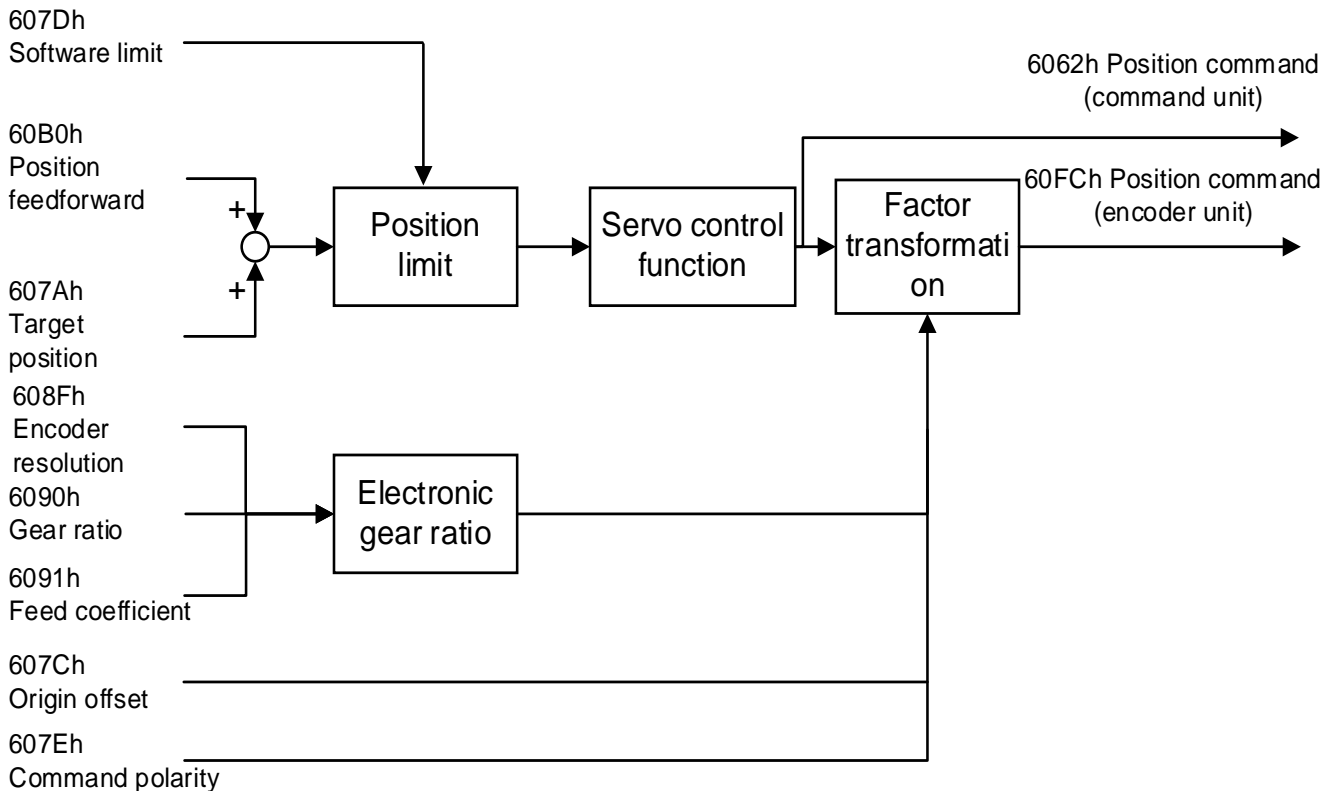 607Dh
Software limit
60B0h
Position
feedforward
+
+
607Ah
Target
position
608Fh
Encoder
resolution
6090h
Gear ratio
6091h
Feed coefficient
607Ch
Origin offset
607Eh
Command polarity
Position
limit
Servo control
function
Factor
transformati
on
Electronic
gear ratio
6062h Position command
(command unit)
60FCh Position command
(encoder unit)